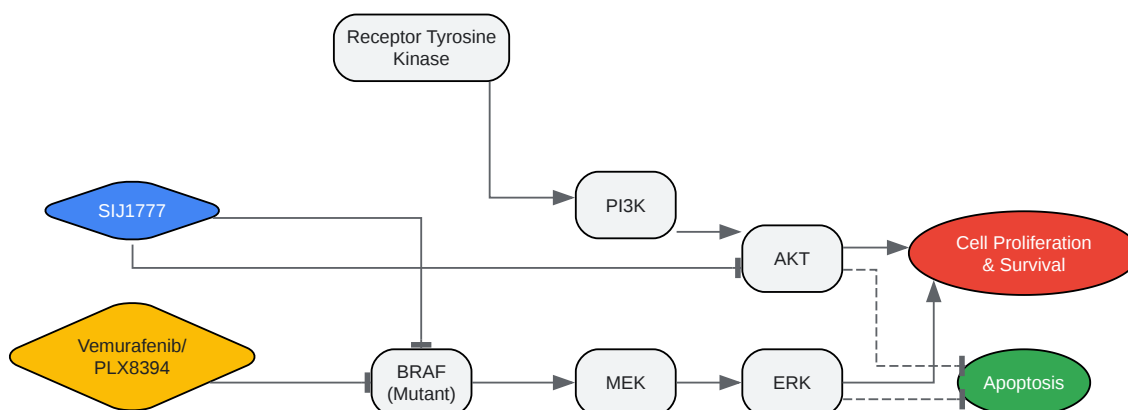 Receptor Tyrosine
Kinase
SIJ1777
PI3K
AKT
Cell Proliferation
& Survival
Vemurafenib/
PLX8394
BRAF
(Mutant)
MEK
ERK
Apoptosis